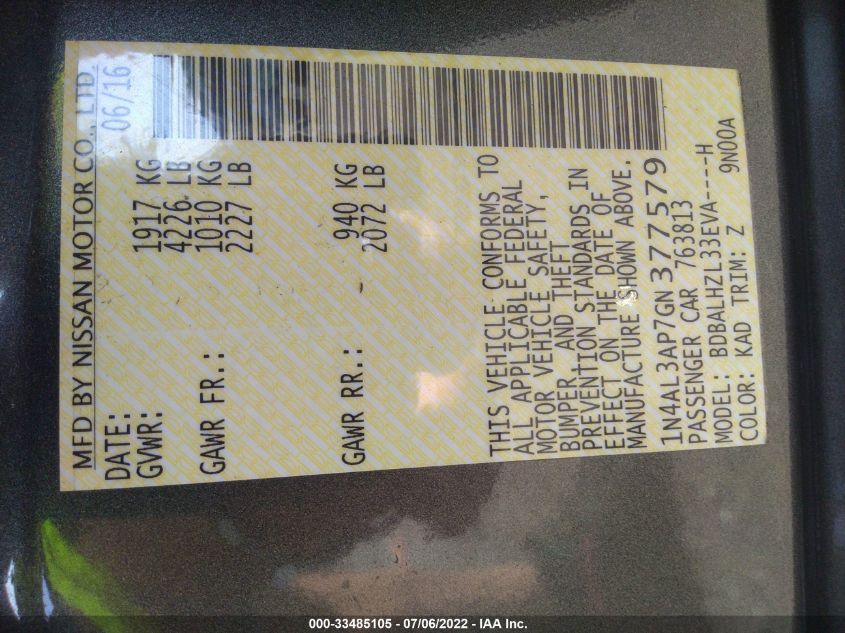 MFD BY NISSAN MOTOR CO., LTD
DATE: 06/16
GVWR: 1917 KG
4226 LB
GAWR FR.: 1010 KG
2227 LB
GAWR RR.: 940 KG
2072 LB
THIS VEHICLE CONFORMS TO
ALL APPLICABLE FEDERAL
MOTOR VEHICLE SAFETY,
BUMPER AND THEFT
PREVENTION STANDARDS IN
EFFECT ON THE DATE OF
MANUFACTURE SHOWN ABOVE.
1N4AL3AP7GN377579
PASSENGER CAR 763813
MODEL: BDBALHZL33EVA----H
COLOR: KAD TRIM: Z 9N00A
000-33485105 - 07/06/2022 - IAA Inc.